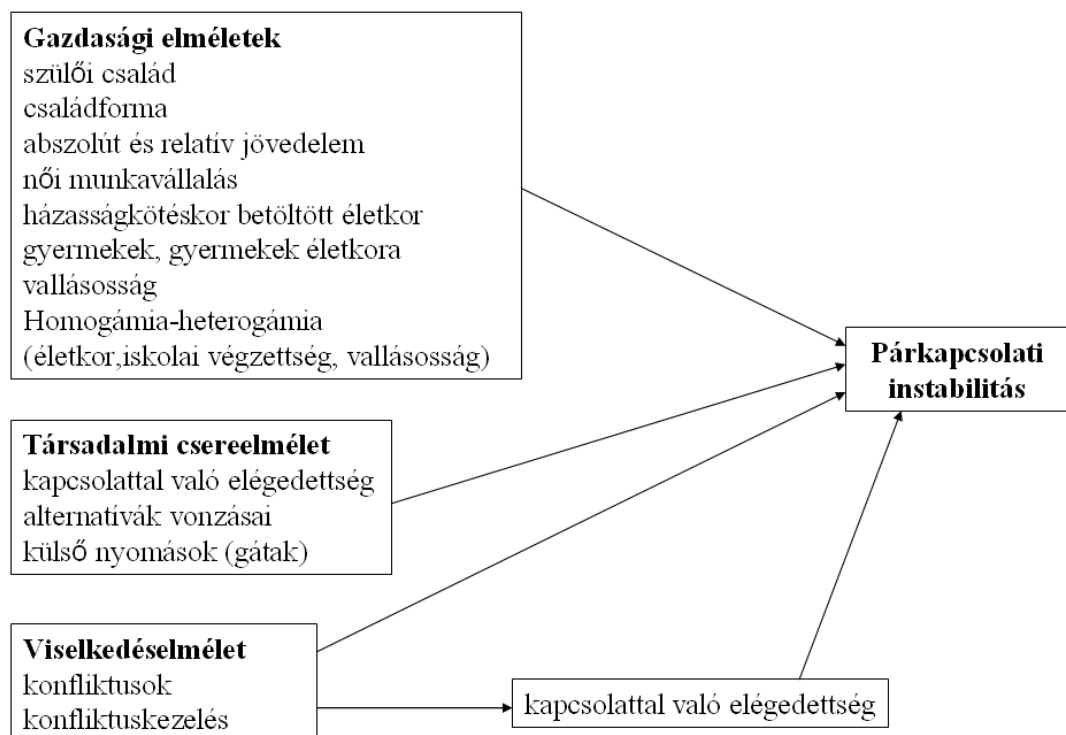 Gazdasági elméletek
szülői család
családforma
abszolút és relatív jövedelem
női munkavállalás
házasságkötéskor betöltött életkor
gyermekek, gyermekek életkora
vallásosság
Homogámia-heterogámia
(életkor,iskolai végzettség, vallásosság)
Párkapcsolati
instabilitás
Társadalmi csereelmélet
kapcsolattal való elégedettség
alternatívák vonzásai
külső nyomások (gátak)
Viselkedéselmélet
konfliktusok
konfliktuskezelés
kapcsolattal való elégedettség